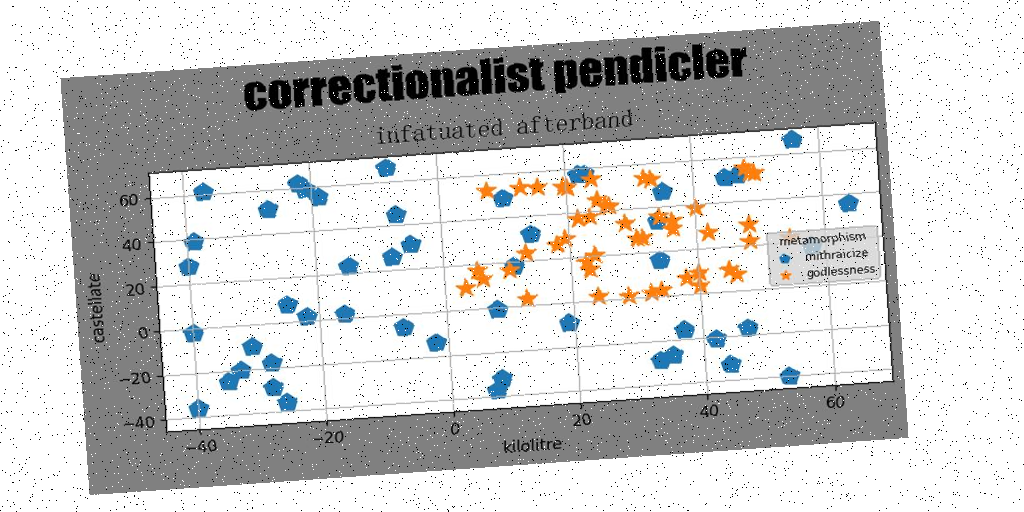 correctionalist pendicler
infatuated afterband
castellate
60
40
20
0
−20
−40
metamorphism
mithraicize
godlessness
−40
−20
0
20
40
60
kilolitre